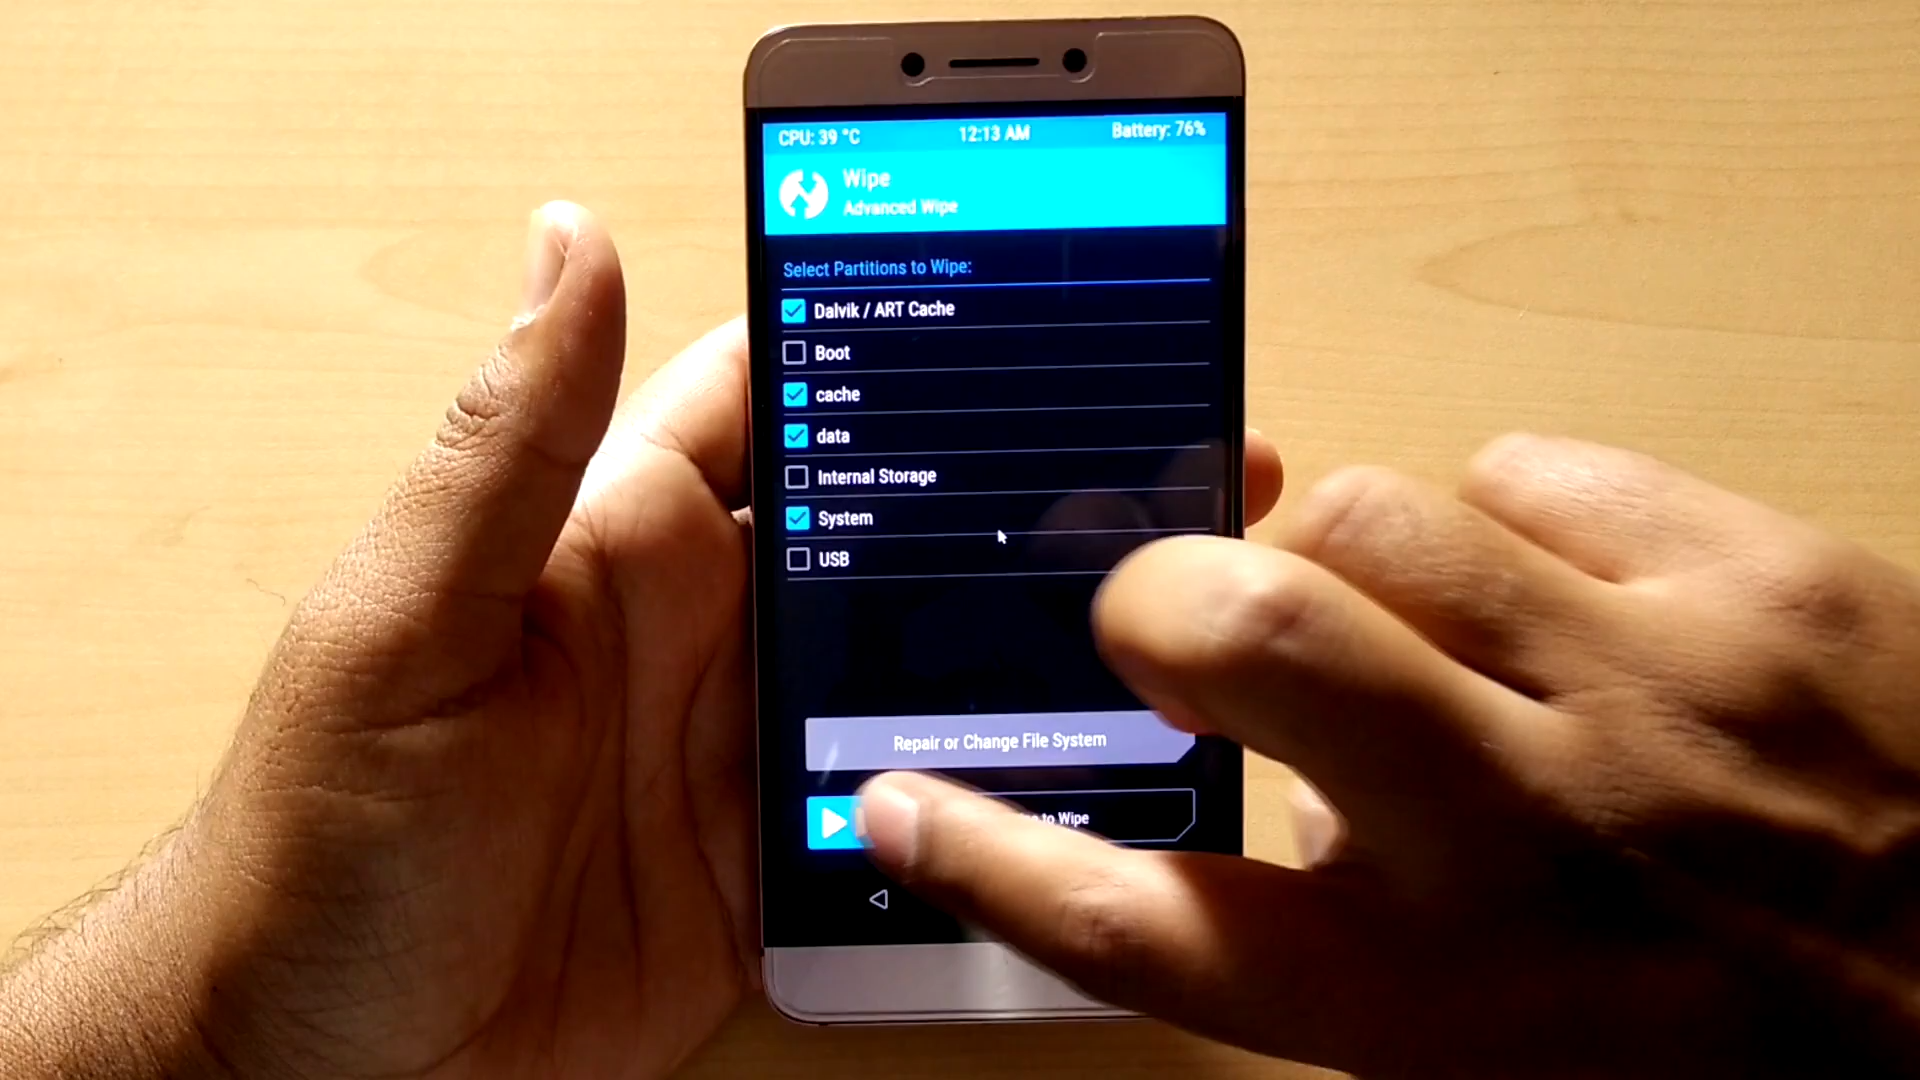 CPU: 39 °C 12:13 AM Battery: 76%
Wipe
Advanced Wipe
Select Partitions to Wipe:
Dalvik / ART Cache
Boot
cache
data
Internal Storage
System
USB
Repair or Change File System
to Wipe